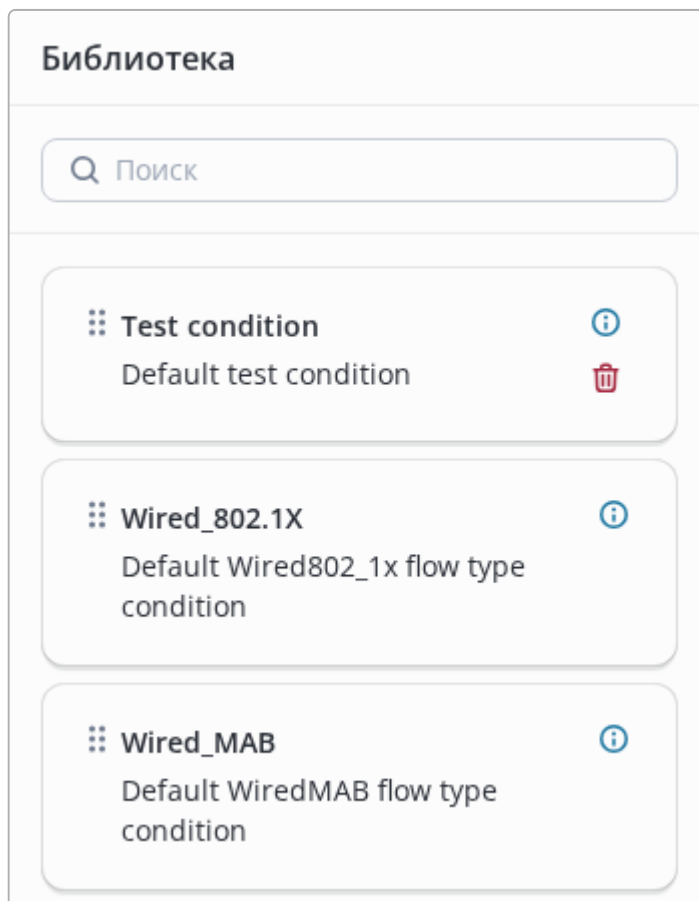 Библиотека
Поиск
Test condition
Default test condition
Wired_802.1X
Default Wired802_1x flow type
condition
Wired_MAB
Default WiredMAB flow type
condition